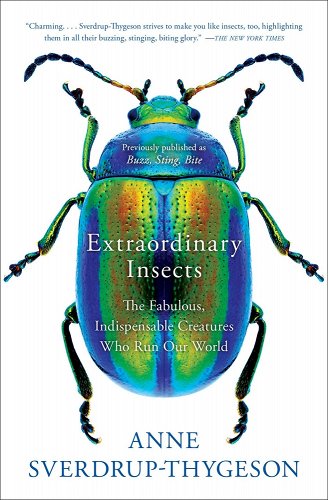 “Charming. . . . Sverdrup-Thygeson strives to make you like insects, too, highlighting
them in all their buzzing, stinging, biting glory.” —THE NEW YORK TIMES
Previously published as
Buzz, Sting, Bite
Extraordinary
Insects
The Fabulous,
Indispensable Creatures
Who Run Our World
ANNE
SVERDRUP-THYGESON